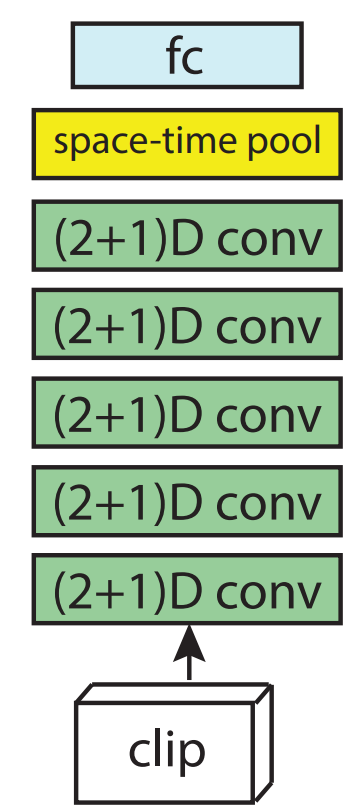 fc
space-time pool
(2+1)D conv
(2+1)D conv
(2+1)D conv
(2+1)D conv
(2+1)D conv
clip